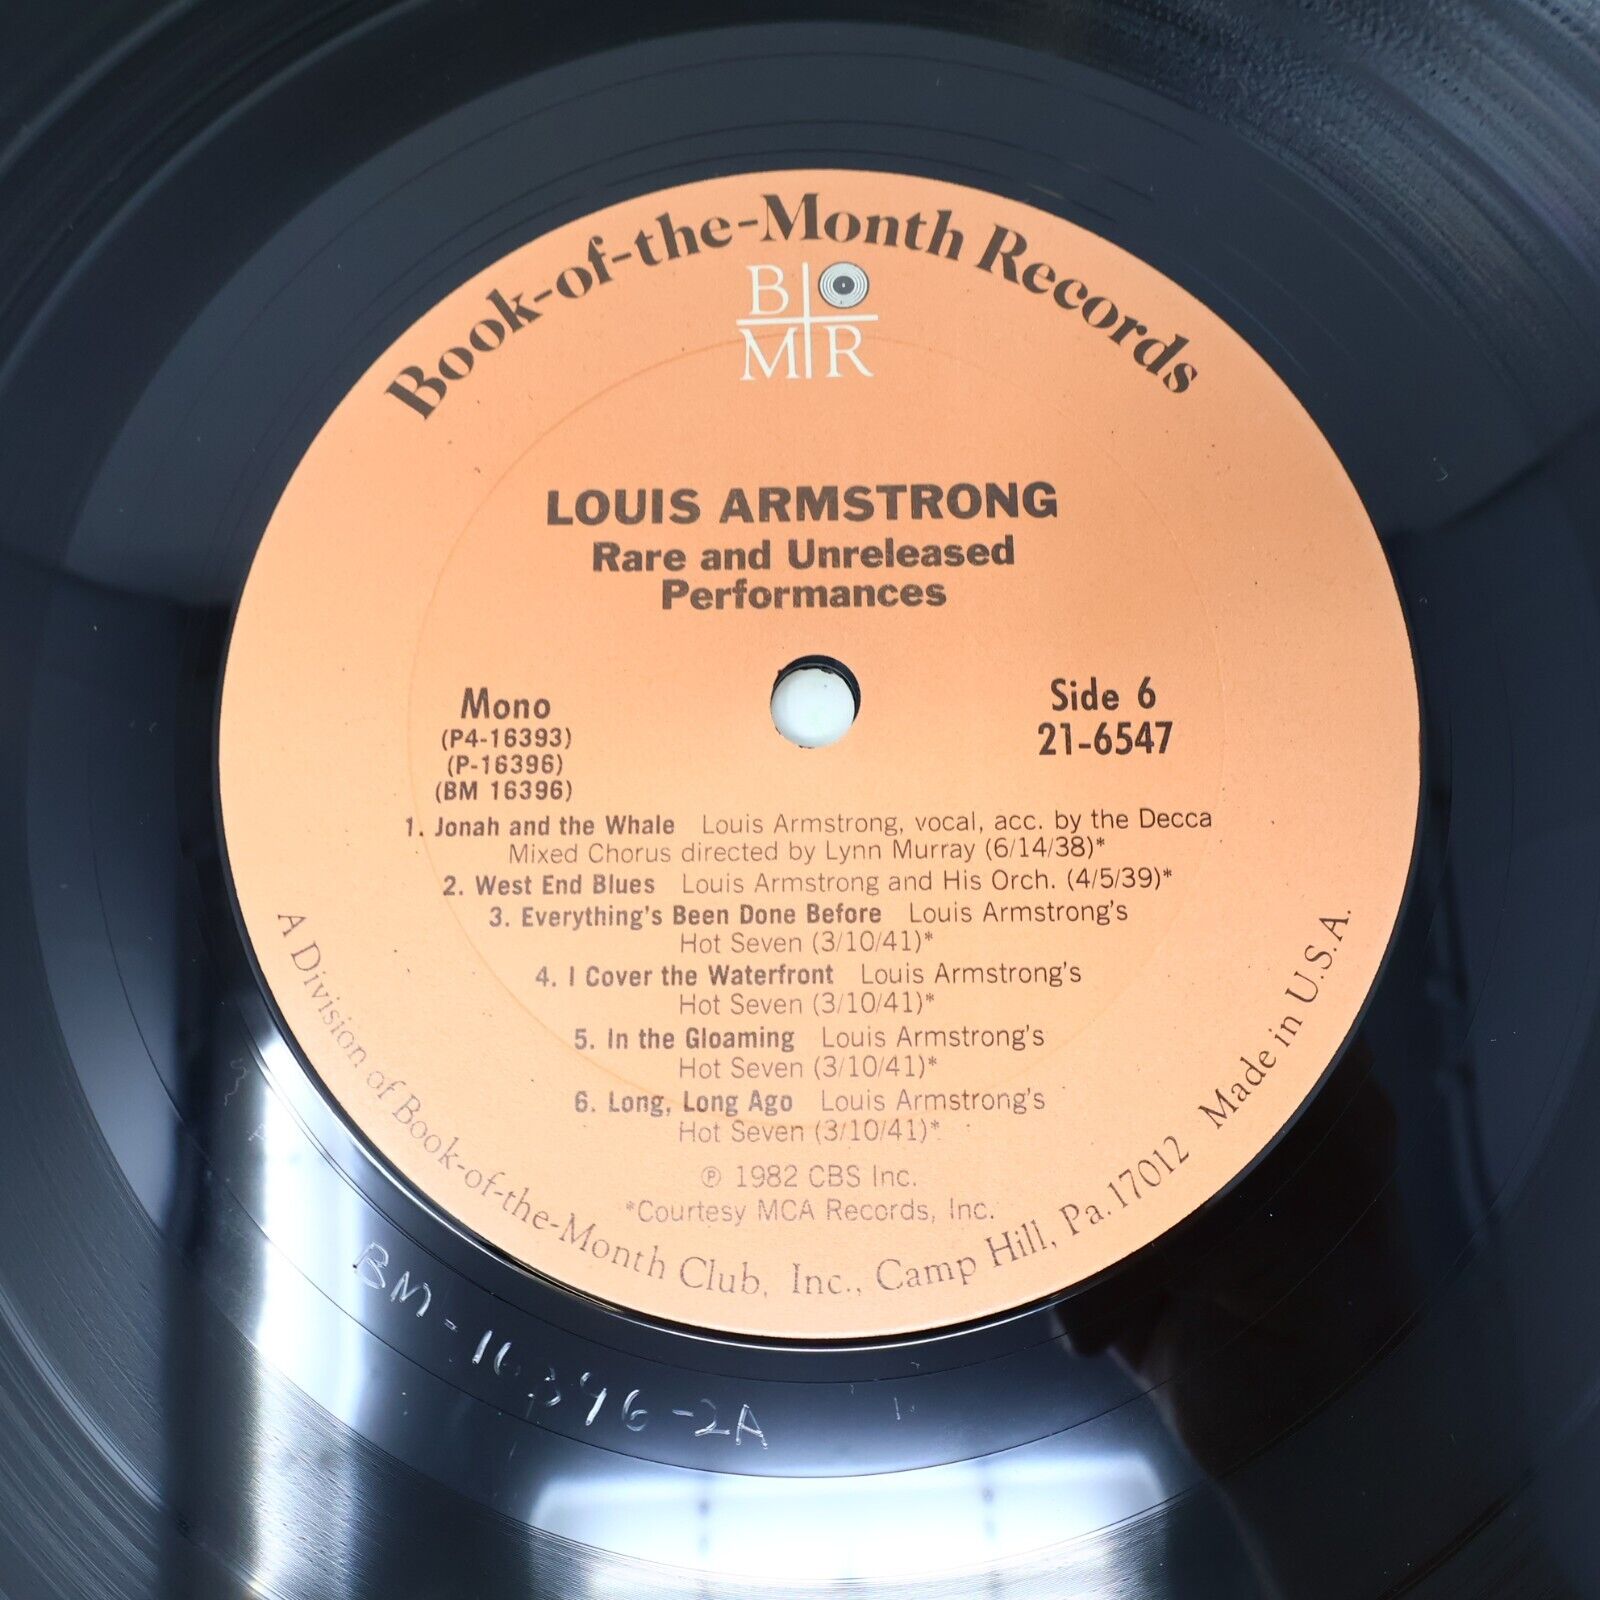 Book-of-the-Month Records
B
M R
LOUIS ARMSTRONG
Rare and Unreleased
Performances
Mono
(P4-16393)
(P-16396)
(BM 16396)
Side 6
21-6547
1. Jonah and the Whale Louis Armstrong, vocal, acc. by the Decca
Mixed Chorus directed by Lynn Murray (6/14/38)*
2. West End Blues Louis Armstrong and His Orch. (4/5/39)*
3. Everything's Been Done Before Louis Armstrong's
Hot Seven (3/10/41)*
4. I Cover the Waterfront Louis Armstrong's
Hot Seven (3/10/41)*
5. In the Gloaming Louis Armstrong's
Hot Seven (3/10/41)*
6. Long, Long Ago Louis Armstrong's
Hot Seven (3/10/41)*
℗ 1982 CBS Inc.
*Courtesy MCA Records, Inc.
A Division of Book-of-the-Month Club, Inc., Camp Hill, Pa. 17012 Made in U.S.A.
BM-16396-2A